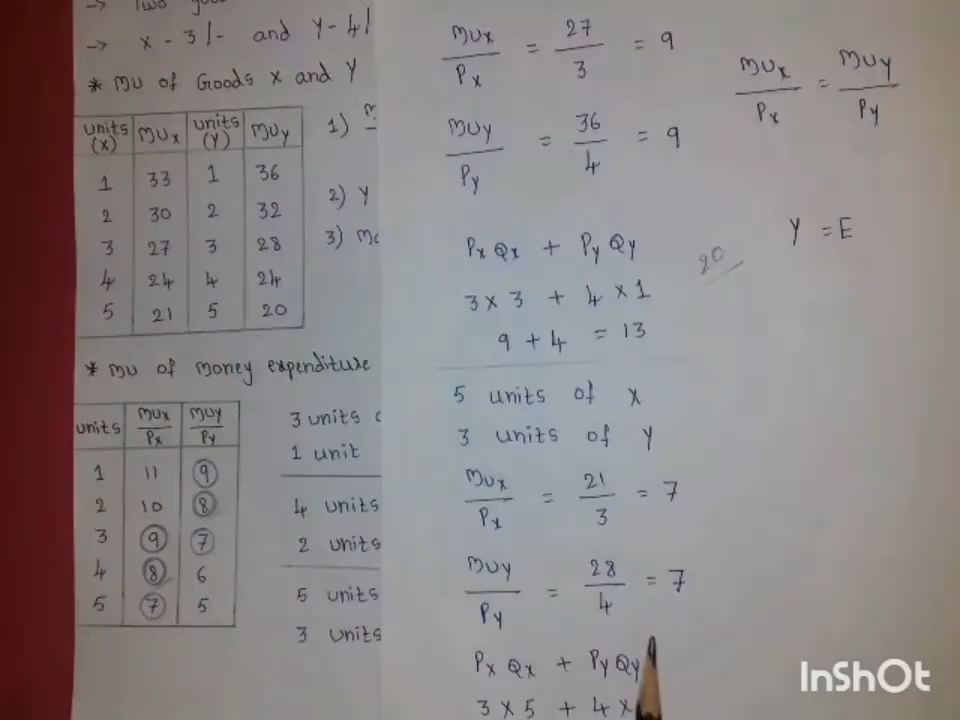 -> Two
-> X - 3/- and Y - 4/
* MU of Goods X and Y
units (X) MUx units (Y) MUy
1 33 1 36
2 30 2 32
3 27 3 28
4 24 4 24
5 21 5 20
1)
2) Y
3)
* MU of Money expenditure
units MUx/Px MUy/Py
1 11 9
2 10 8
3 9 7
4 8 6
5 7 5
3 units
1 unit
4 units
2 units
5 units
3 units
MUx/Px = 27/3 = 9
MUy/Py = 36/4 = 9
Px Qx + Py Qy
3 x 3 + 4 x 1
9 + 4 = 13
5 units of x
3 units of y
MUx/Px = 21/3 = 7
MUy/Py = 28/4 = 7
Px Qx + Py Qy
3 x 5 + 4 x
MUx/Px = MUy/Py
Y = E
20
InShOt